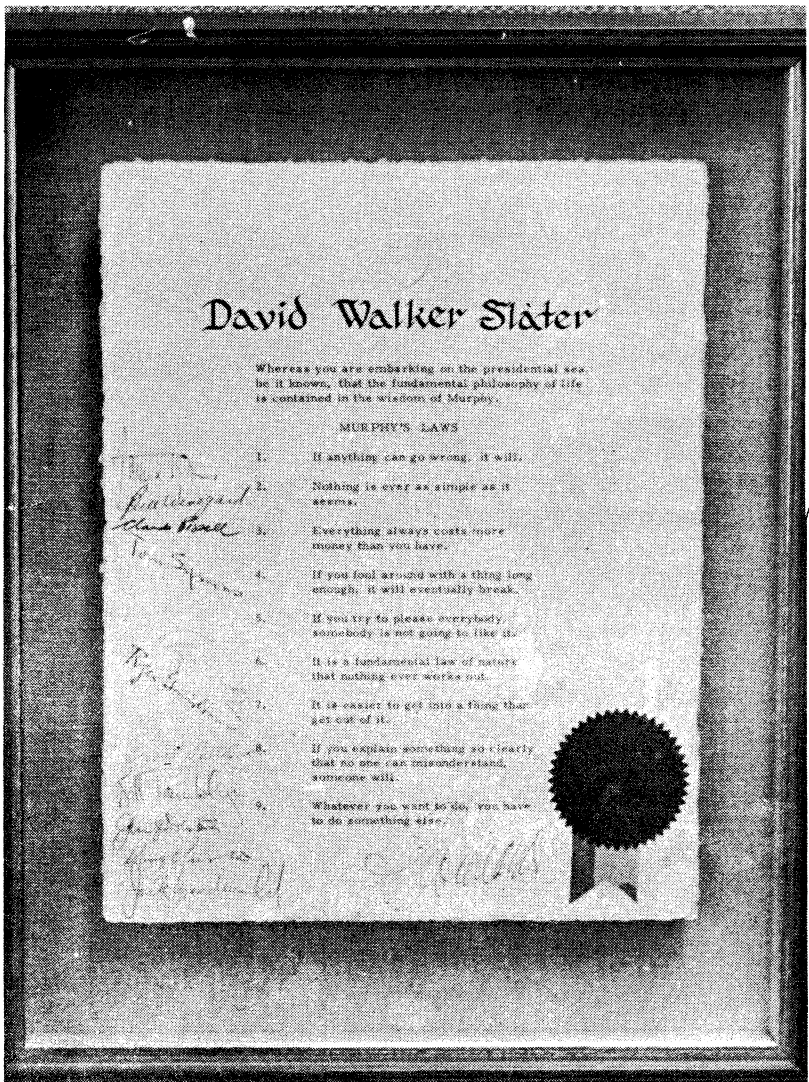 David Walker Slater
Whereas you are embarking on the presidential sea,
be it known, that the fundamental philosophy of life
is contained in the wisdom of Murphy.
MURPHY'S LAWS
1. If anything can go wrong, it will.
2. Nothing is ever as simple as it
seems.
3. Everything always costs more
money than you have.
4. If you fool around with a thing long
enough, it will eventually break.
5. If you try to please everybody,
somebody is not going to like it.
6. It is a fundamental law of nature
that nothing ever works out.
7. It is easier to get into a thing than
get out of it.
8. If you explain something so clearly
that no one can misunderstand,
someone will.
9. Whatever you want to do, you have
to do something else.